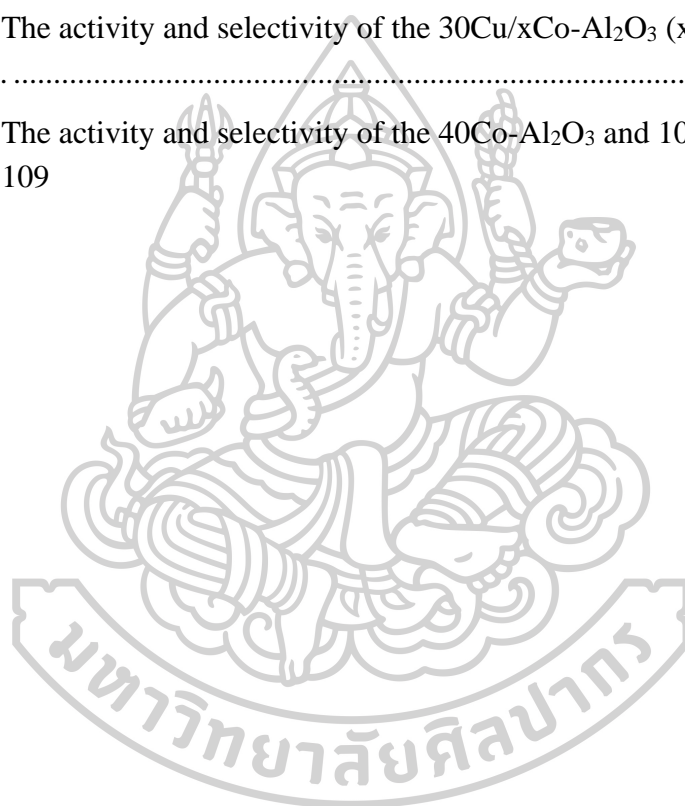 The activity and selectivity of the 30Cu/xCo-Al₂O₃ (x
. ....................................................................................
The activity and selectivity of the 40Co-Al₂O₃ and 10
109
มหาวิทยาลัยศิลปากร